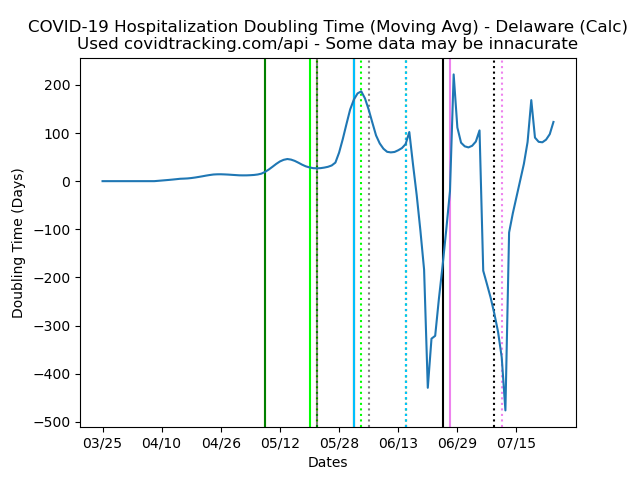 COVID-19 Hospitalization Doubling Time (Moving Avg) - Delaware (Calc)
Used covidtracking.com/api - Some data may be innacurate
200
100
0
−100
−200
−300
−400
−500
Doubling Time (Days)
03/25 04/10 04/26 05/12 05/28 06/13 06/29 07/15
Dates